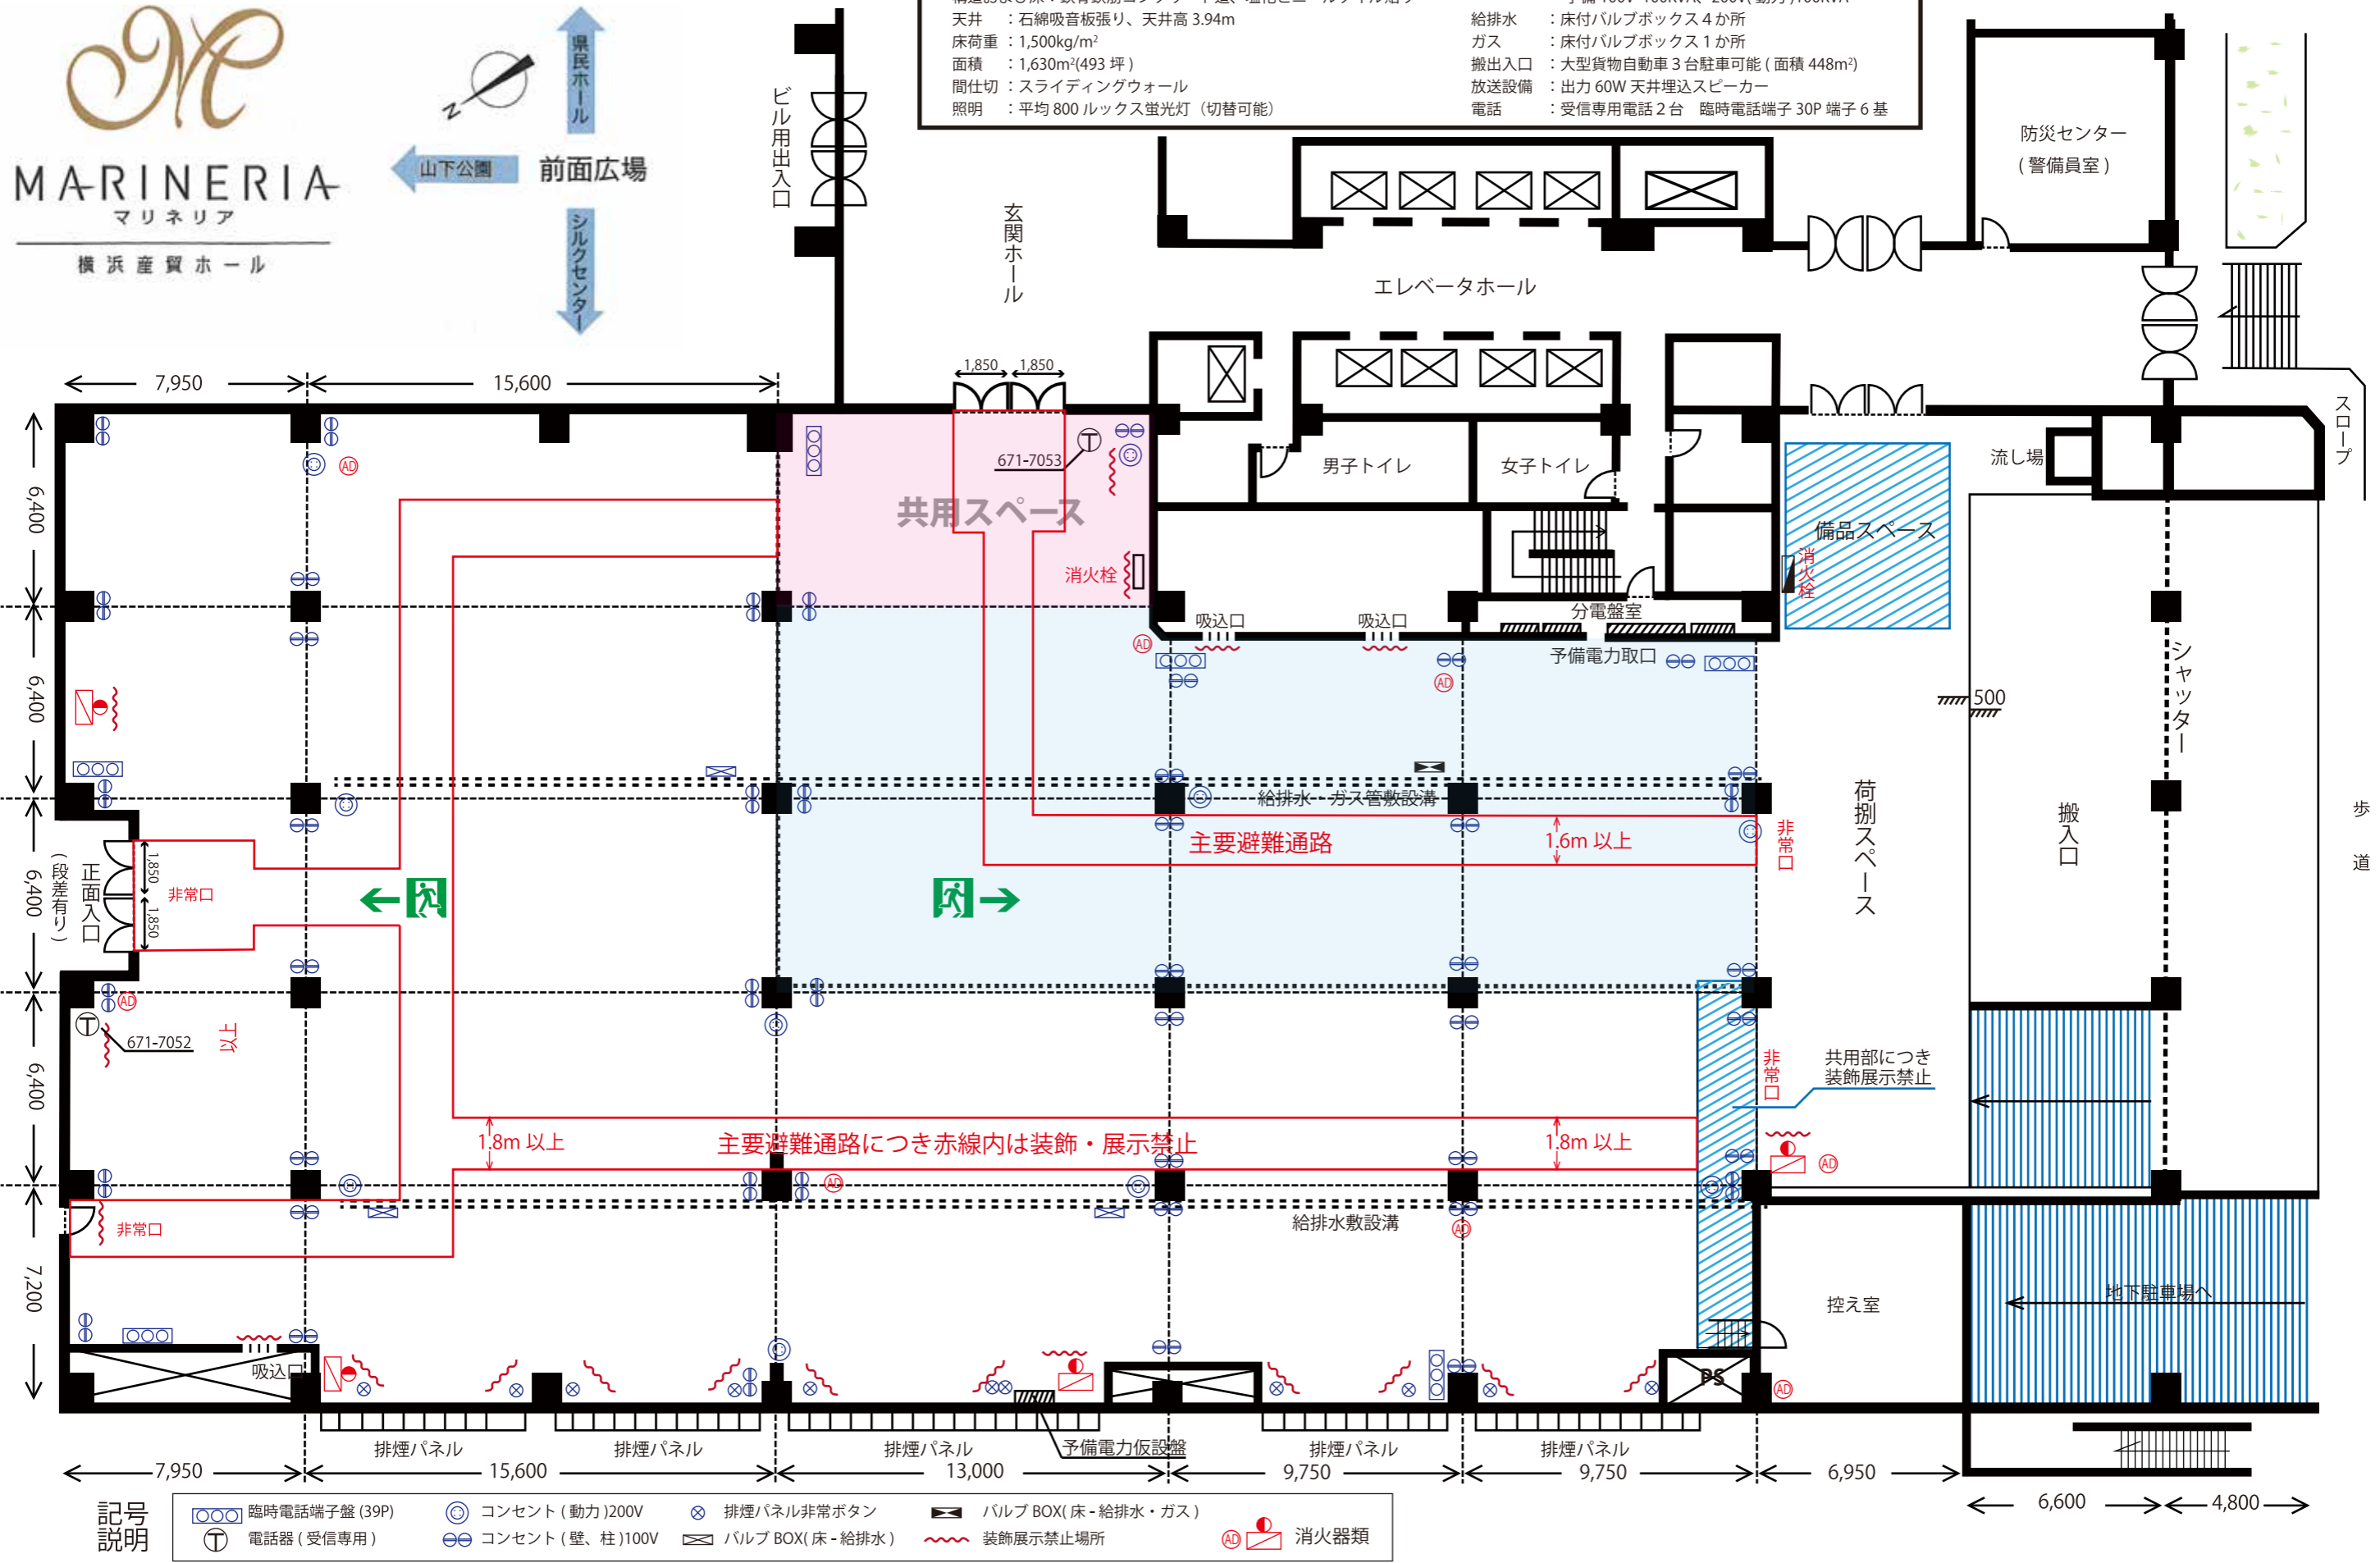 MARINERIA
マリネリア
横浜産貿ホール
県民ホール
山下公園
前面広場
シルクセンター
Z
天井 ：石綿吸音板張り、天井高 3.94m
床荷重 ：1,500kg/m²
面積 ：1,630m²(493 坪 )
間仕切 ：スライディングウォール
照明 ：平均 800 ルックス蛍光灯（切替可能）
給排水 ：床付バルブボックス４か所
ガス ：床付バルブボックス１か所
搬出入口 ：大型貨物自動車３台駐車可能 ( 面積 448m²)
放送設備 ：出力 60W 天井埋込スピーカー
電話 ：受信専用電話２台　臨時電話端子 30P 端子６基
ビル用出入口
玄関ホール
エレベータホール
防災センター
( 警備員室 )
スロープ
7,950
15,600
1,850
1,850
671-7053
共用スペース
消火栓
男子トイレ
女子トイレ
流し場
備品スペース
消火栓
分電盤室
吸込口
吸込口
予備電力取口
AD
AD
AD
6,400
6,400
6,400
6,400
7,200
500
シャッター
給排水・ガス管敷設溝
主要避難通路
1.6m 以上
非常口
荷捌スペース
搬入口
歩道
正面入口
( 段差有り )
1,850
1,850
非常口
AD
671-7052
以上
非常口
共用部につき
装飾展示禁止
1.8m 以上
主要避難通路につき赤線内は装飾・展示禁止
1.8m 以上
AD
AD
非常口
給排水敷設溝
AD
控え室
地下駐車場へ
吸込口
PS
AD
排煙パネル
排煙パネル
排煙パネル
予備電力仮設盤
排煙パネル
排煙パネル
7,950
15,600
13,000
9,750
9,750
6,950
6,600
4,800
記号
説明
臨時電話端子盤 (39P)
コンセント ( 動力 )200V
排煙パネル非常ボタン
バルブ BOX( 床 - 給排水・ガス )
電話器 ( 受信専用 )
コンセント ( 壁、柱 )100V
バルブ BOX( 床 - 給排水 )
装飾展示禁止場所
AD
消火器類